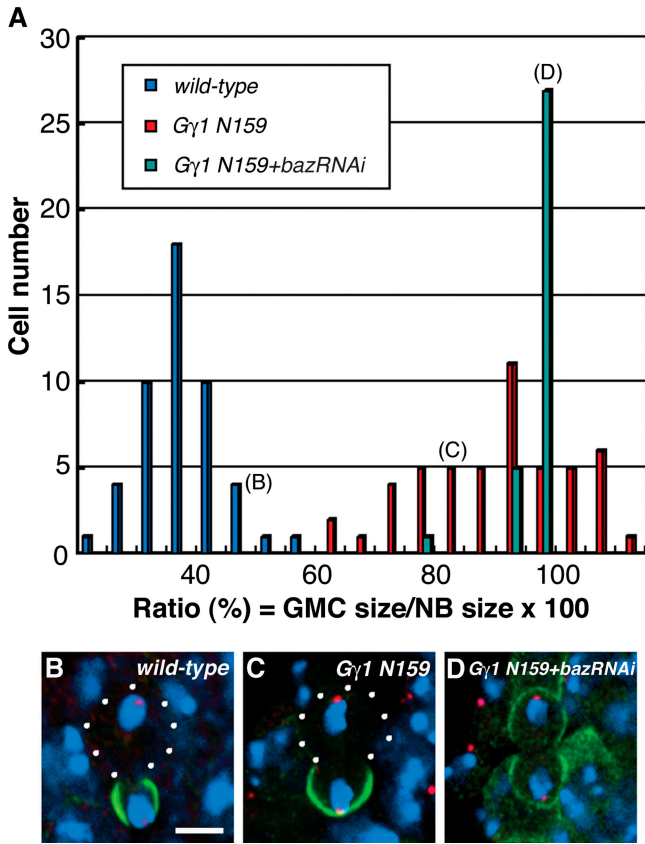 A
30
25
20
15
10
5
0
Cell number
wild-type
Gγ1 N159
Gγ1 N159+bazRNAi
(D)
(C)
(B)
40 60 80 100
Ratio (%) = GMC size/NB size x 100
B wild-type
C Gγ1 N159
D Gγ1 N159+bazRNAi